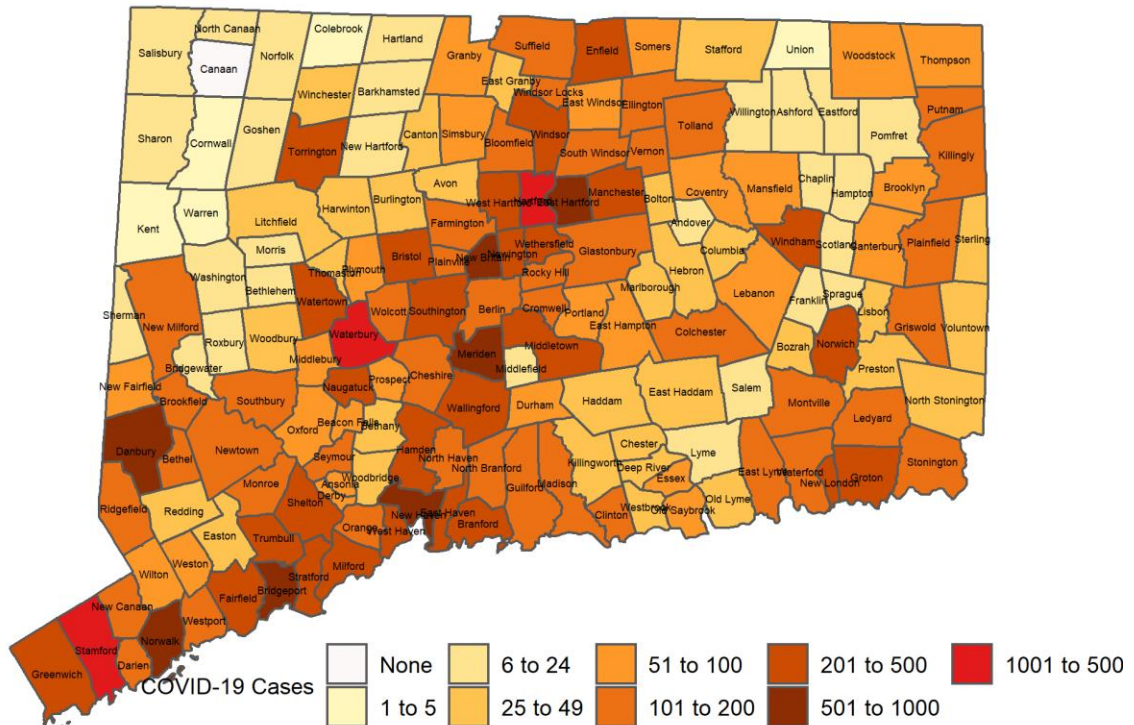 North Canaan
Colebrook
Hartland
Salisbury
Canaan
Norfolk
Granby
Suffield
Enfield
Somers
Stafford
Union
Woodstock
Thompson
East Granby
Windsor Locks
Winchester
Barkhamsted
East Windsor
Ellington
Willington
Ashford
Eastford
Putnam
Sharon
Cornwall
Goshen
Torrington
New Hartford
Canton
Simsbury
Bloomfield
Windsor
South Windsor
Vernon
Tolland
Pomfret
Killingly
Kent
Warren
Litchfield
Harwinton
Burlington
Avon
West Hartford
Hartford
East Hartford
Manchester
Bolton
Coventry
Andover
Mansfield
Chaplin
Hampton
Brooklyn
Morris
Farmington
Wethersfield
Glastonbury
Columbia
Windham
Scotland
Canterbury
Plainfield
Sterling
Washington
Bethlehem
Thomaston
Plymouth
Bristol
Plainville
New Britain
Newington
Rocky Hill
Hebron
Marlborough
Lebanon
Franklin
Sprague
Lisbon
Griswold
Voluntown
Sherman
New Milford
Watertown
Wolcott
Southington
Berlin
Cromwell
Portland
East Hampton
Colchester
Bozrah
Norwich
Preston
Roxbury
Woodbury
Waterbury
Middlebury
Meriden
Middletown
Middlefield
Bridgewater
New Fairfield
Brookfield
Southbury
Naugatuck
Prospect
Cheshire
Wallingford
Durham
Haddam
East Haddam
Salem
Montville
Ledyard
North Stonington
Danbury
Bethel
Newtown
Oxford
Beacon Falls
Bethany
Hamden
North Haven
North Branford
Guilford
Madison
Killingworth
Chester
Deep River
Essex
Lyme
East Lyme
Waterford
New London
Groton
Stonington
Seymour
Woodbridge
Ansonia
Derby
Monroe
Ridgefield
Redding
Shelton
Orange
New Haven
East Haven
West Haven
Branford
Clinton
Westbrook
Old Saybrook
Old Lyme
Easton
Trumbull
Stratford
Milford
Wilton
Weston
Fairfield
Bridgeport
New Canaan
Westport
Norwalk
Stamford
Darien
Greenwich
COVID-19 Cases
None
6 to 24
51 to 100
201 to 500
1001 to 500
1 to 5
25 to 49
101 to 200
501 to 1000